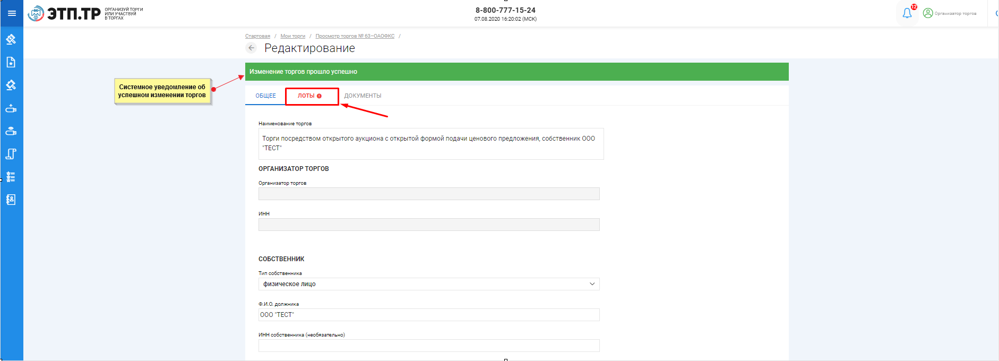 ЭТП.ТР
ОРГАНИЗУЙ ТОРГИ
ИЛИ УЧАСТВУЙ
В ТОРГАХ
8-800-777-15-24
07.08.2020 16:20:02 (МСК)
12
Организатор торгов
Стартовая / Мои торги / Просмотр торгов № 63-ОАОФКС /
Редактирование
Изменение торгов прошло успешно
Системное уведомление об
успешном изменении торгов
ОБЩЕЕ ЛОТЫ ! ДОКУМЕНТЫ
Наименование торгов
Торги посредством открытого аукциона с открытой формой подачи ценового предложения, собственник ООО
"ТЕСТ"
ОРГАНИЗАТОР ТОРГОВ
Организатор торгов
ИНН
СОБСТВЕННИК
Тип собственника
физическое лицо
Ф.И.О. должника
ООО "ТЕСТ"
ИНН собственника (необязательно)